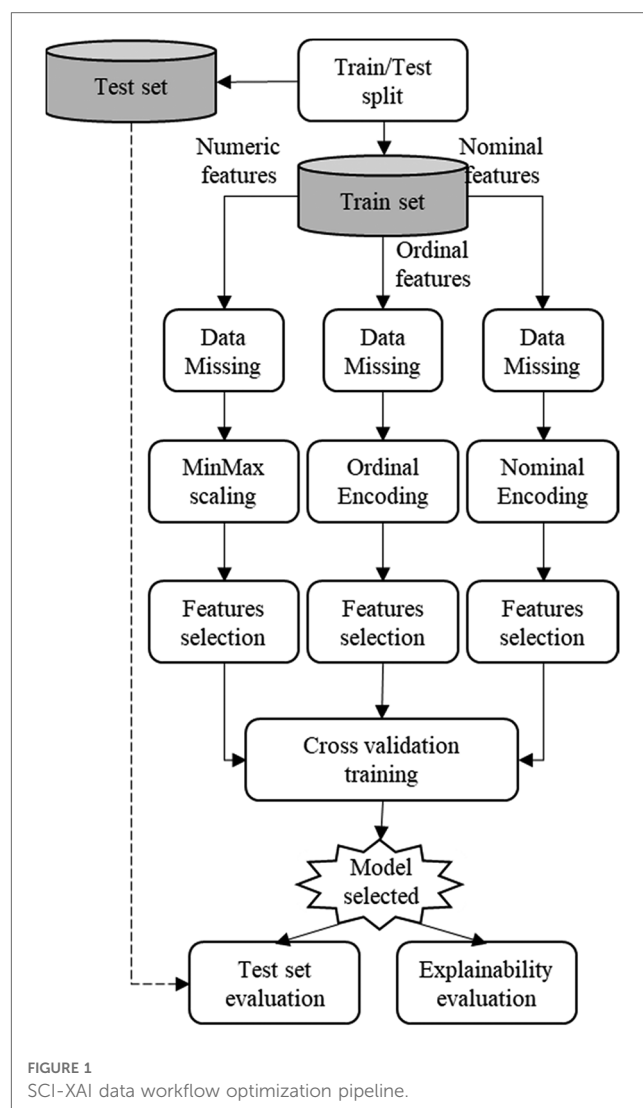 Test set
Train/Test
split
Numeric
features
Nominal
features
Train set
Ordinal
features
Data
Missing
Data
Missing
Data
Missing
MinMax
scaling
Ordinal
Encoding
Nominal
Encoding
Features
selection
Features
selection
Features
selection
Cross validation
training
Model
selected
Test set
evaluation
Explainability
evaluation
FIGURE 1
SCI-XAI data workflow optimization pipeline.